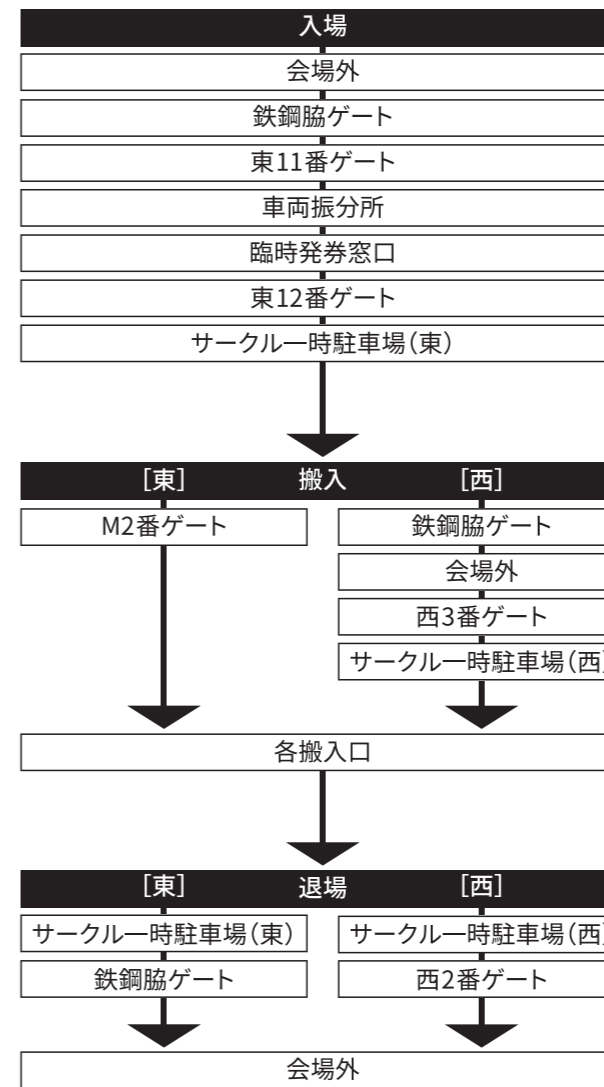 入場
会場外
鉄鋼脇ゲート
東11番ゲート
車両振分所
臨時発券窓口
東12番ゲート
サークル一時駐車場(東)
[東] 搬入 [西]
M2番ゲート 鉄鋼脇ゲート
会場外
西3番ゲート
サークル一時駐車場(西)
各搬入口
[東] 退場 [西]
サークル一時駐車場(東) サークル一時駐車場(西)
鉄鋼脇ゲート 西2番ゲート
会場外